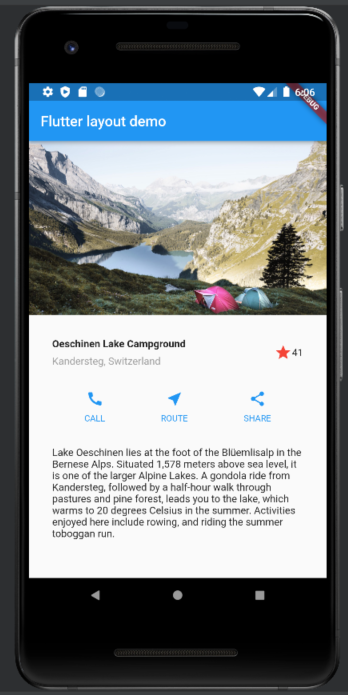 6:06
DEBUG
Flutter layout demo
Oeschinen Lake Campground
Kandersteg, Switzerland
41
CALL
ROUTE
SHARE
Lake Oeschinen lies at the foot of the Blüemlisalp in the
Bernese Alps. Situated 1,578 meters above sea level, it
is one of the larger Alpine Lakes. A gondola ride from
Kandersteg, followed by a half-hour walk through
pastures and pine forest, leads you to the lake, which
warms to 20 degrees Celsius in the summer. Activities
enjoyed here include rowing, and riding the summer
toboggan run.